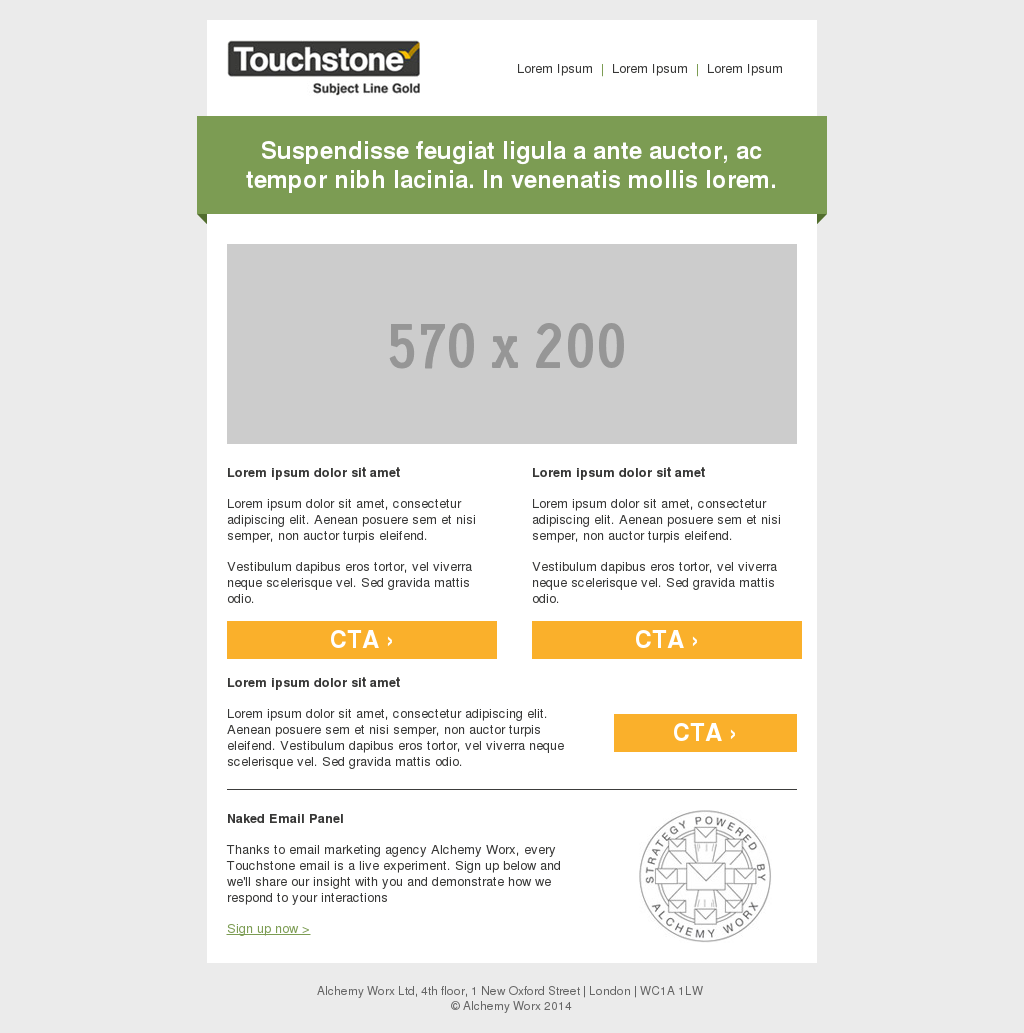 Touchstone
Subject Line Gold
Lorem Ipsum | Lorem Ipsum | Lorem Ipsum
Suspendisse feugiat ligula a ante auctor, ac
tempor nibh lacinia. In venenatis mollis lorem.
570 x 200
Lorem ipsum dolor sit amet
Lorem ipsum dolor sit amet, consectetur
adipiscing elit. Aenean posuere sem et nisi
semper, non auctor turpis eleifend.
Vestibulum dapibus eros tortor, vel viverra
neque scelerisque vel. Sed gravida mattis
odio.
CTA ›
Lorem ipsum dolor sit amet
Lorem ipsum dolor sit amet, consectetur
adipiscing elit. Aenean posuere sem et nisi
semper, non auctor turpis eleifend.
Vestibulum dapibus eros tortor, vel viverra
neque scelerisque vel. Sed gravida mattis
odio.
CTA ›
Lorem ipsum dolor sit amet
Lorem ipsum dolor sit amet, consectetur adipiscing elit.
Aenean posuere sem et nisi semper, non auctor turpis
eleifend. Vestibulum dapibus eros tortor, vel viverra neque
scelerisque vel. Sed gravida mattis odio.
CTA ›
Naked Email Panel
Thanks to email marketing agency Alchemy Worx, every
Touchstone email is a live experiment. Sign up below and
we'll share our insight with you and demonstrate how we
respond to your interactions
Sign up now >
STRATEGY POWERED BY
ALCHEMY WORX
Alchemy Worx Ltd, 4th floor, 1 New Oxford Street | London | WC1A 1LW
© Alchemy Worx 2014